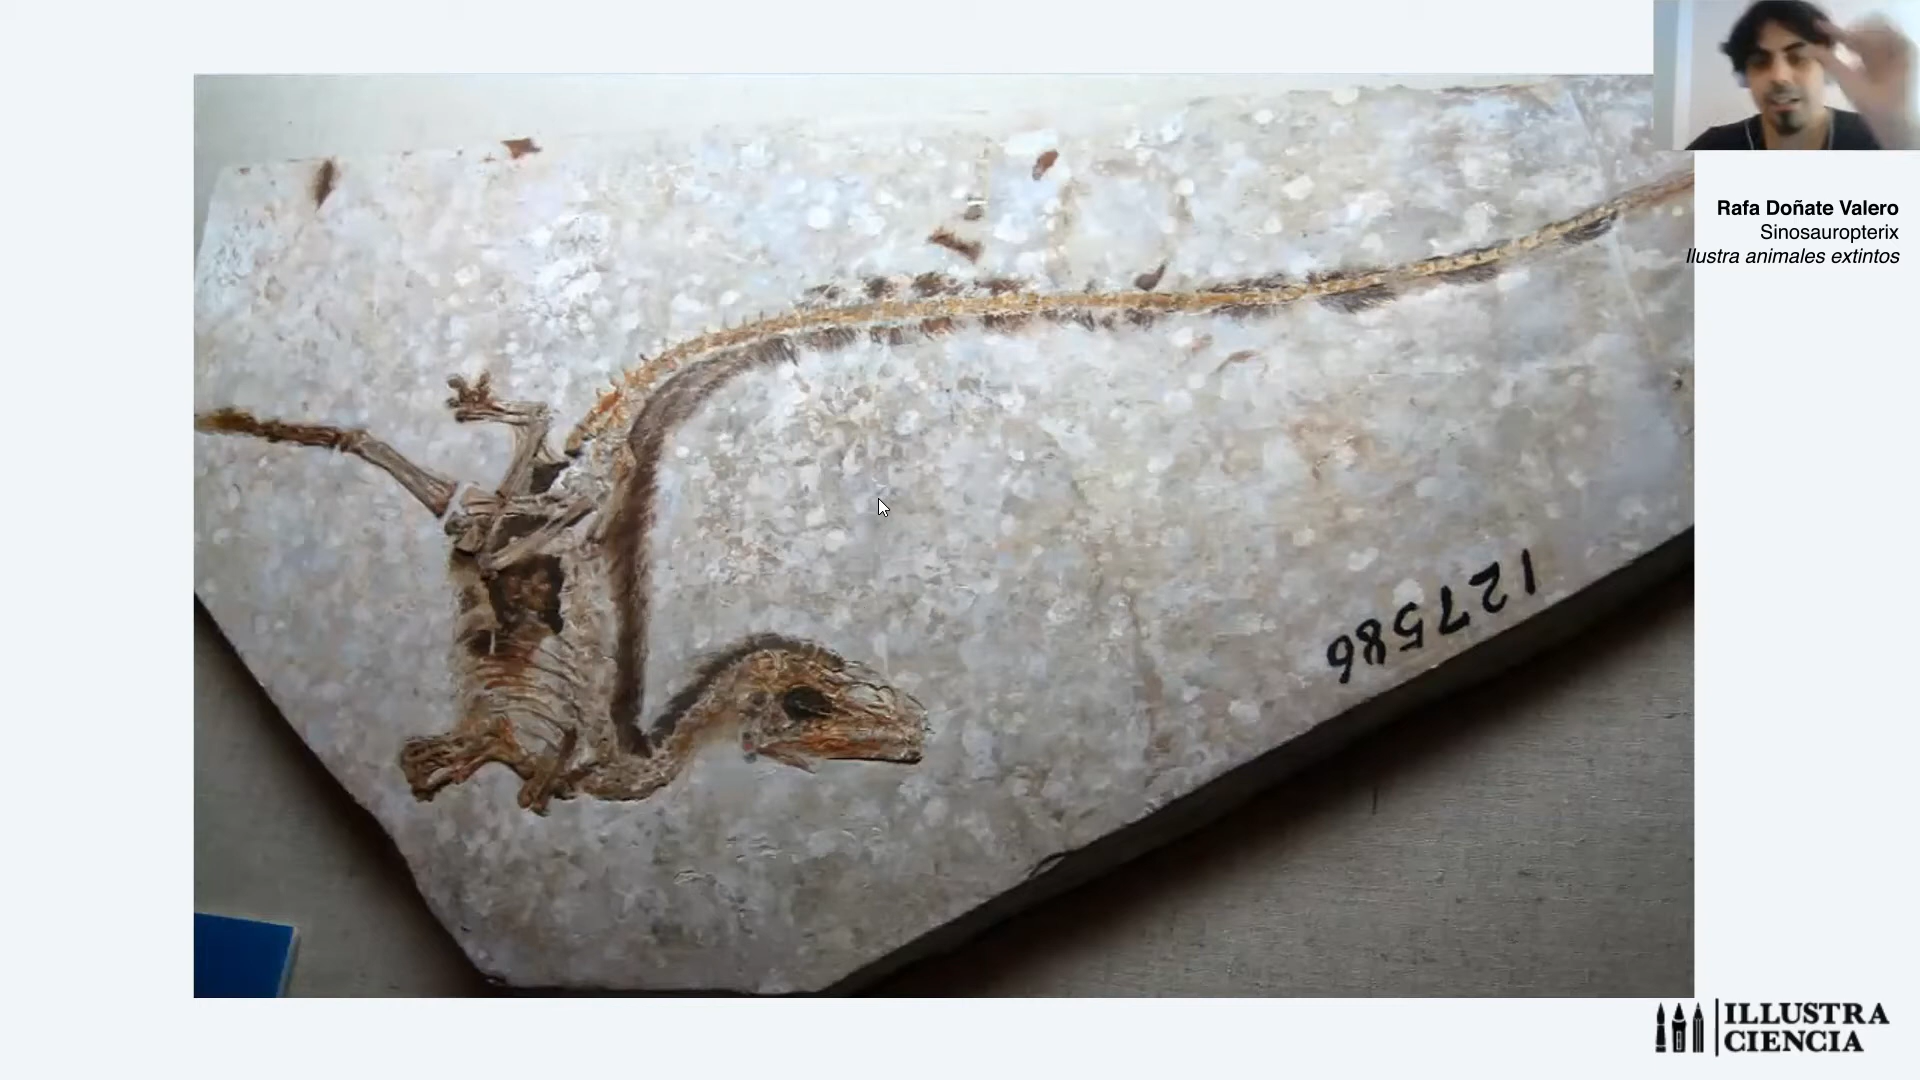 Rafa Doñate Valero
Sinosauropterix
Ilustra animales extintos
127586
ILLUSTRA
CIENCIA